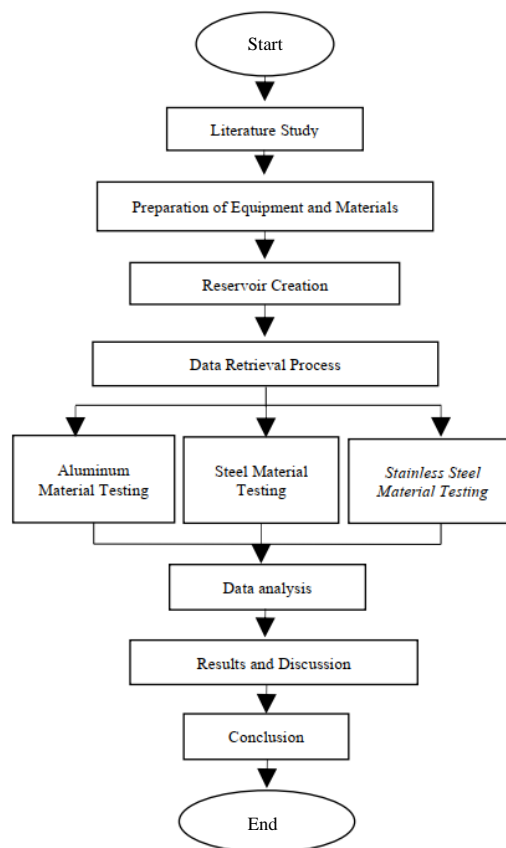 Start
Literature Study
Preparation of Equipment and Materials
Reservoir Creation
Data Retrieval Process
Aluminum
Material Testing
Steel Material
Testing
Stainless Steel
Material Testing
Data analysis
Results and Discussion
Conclusion
End